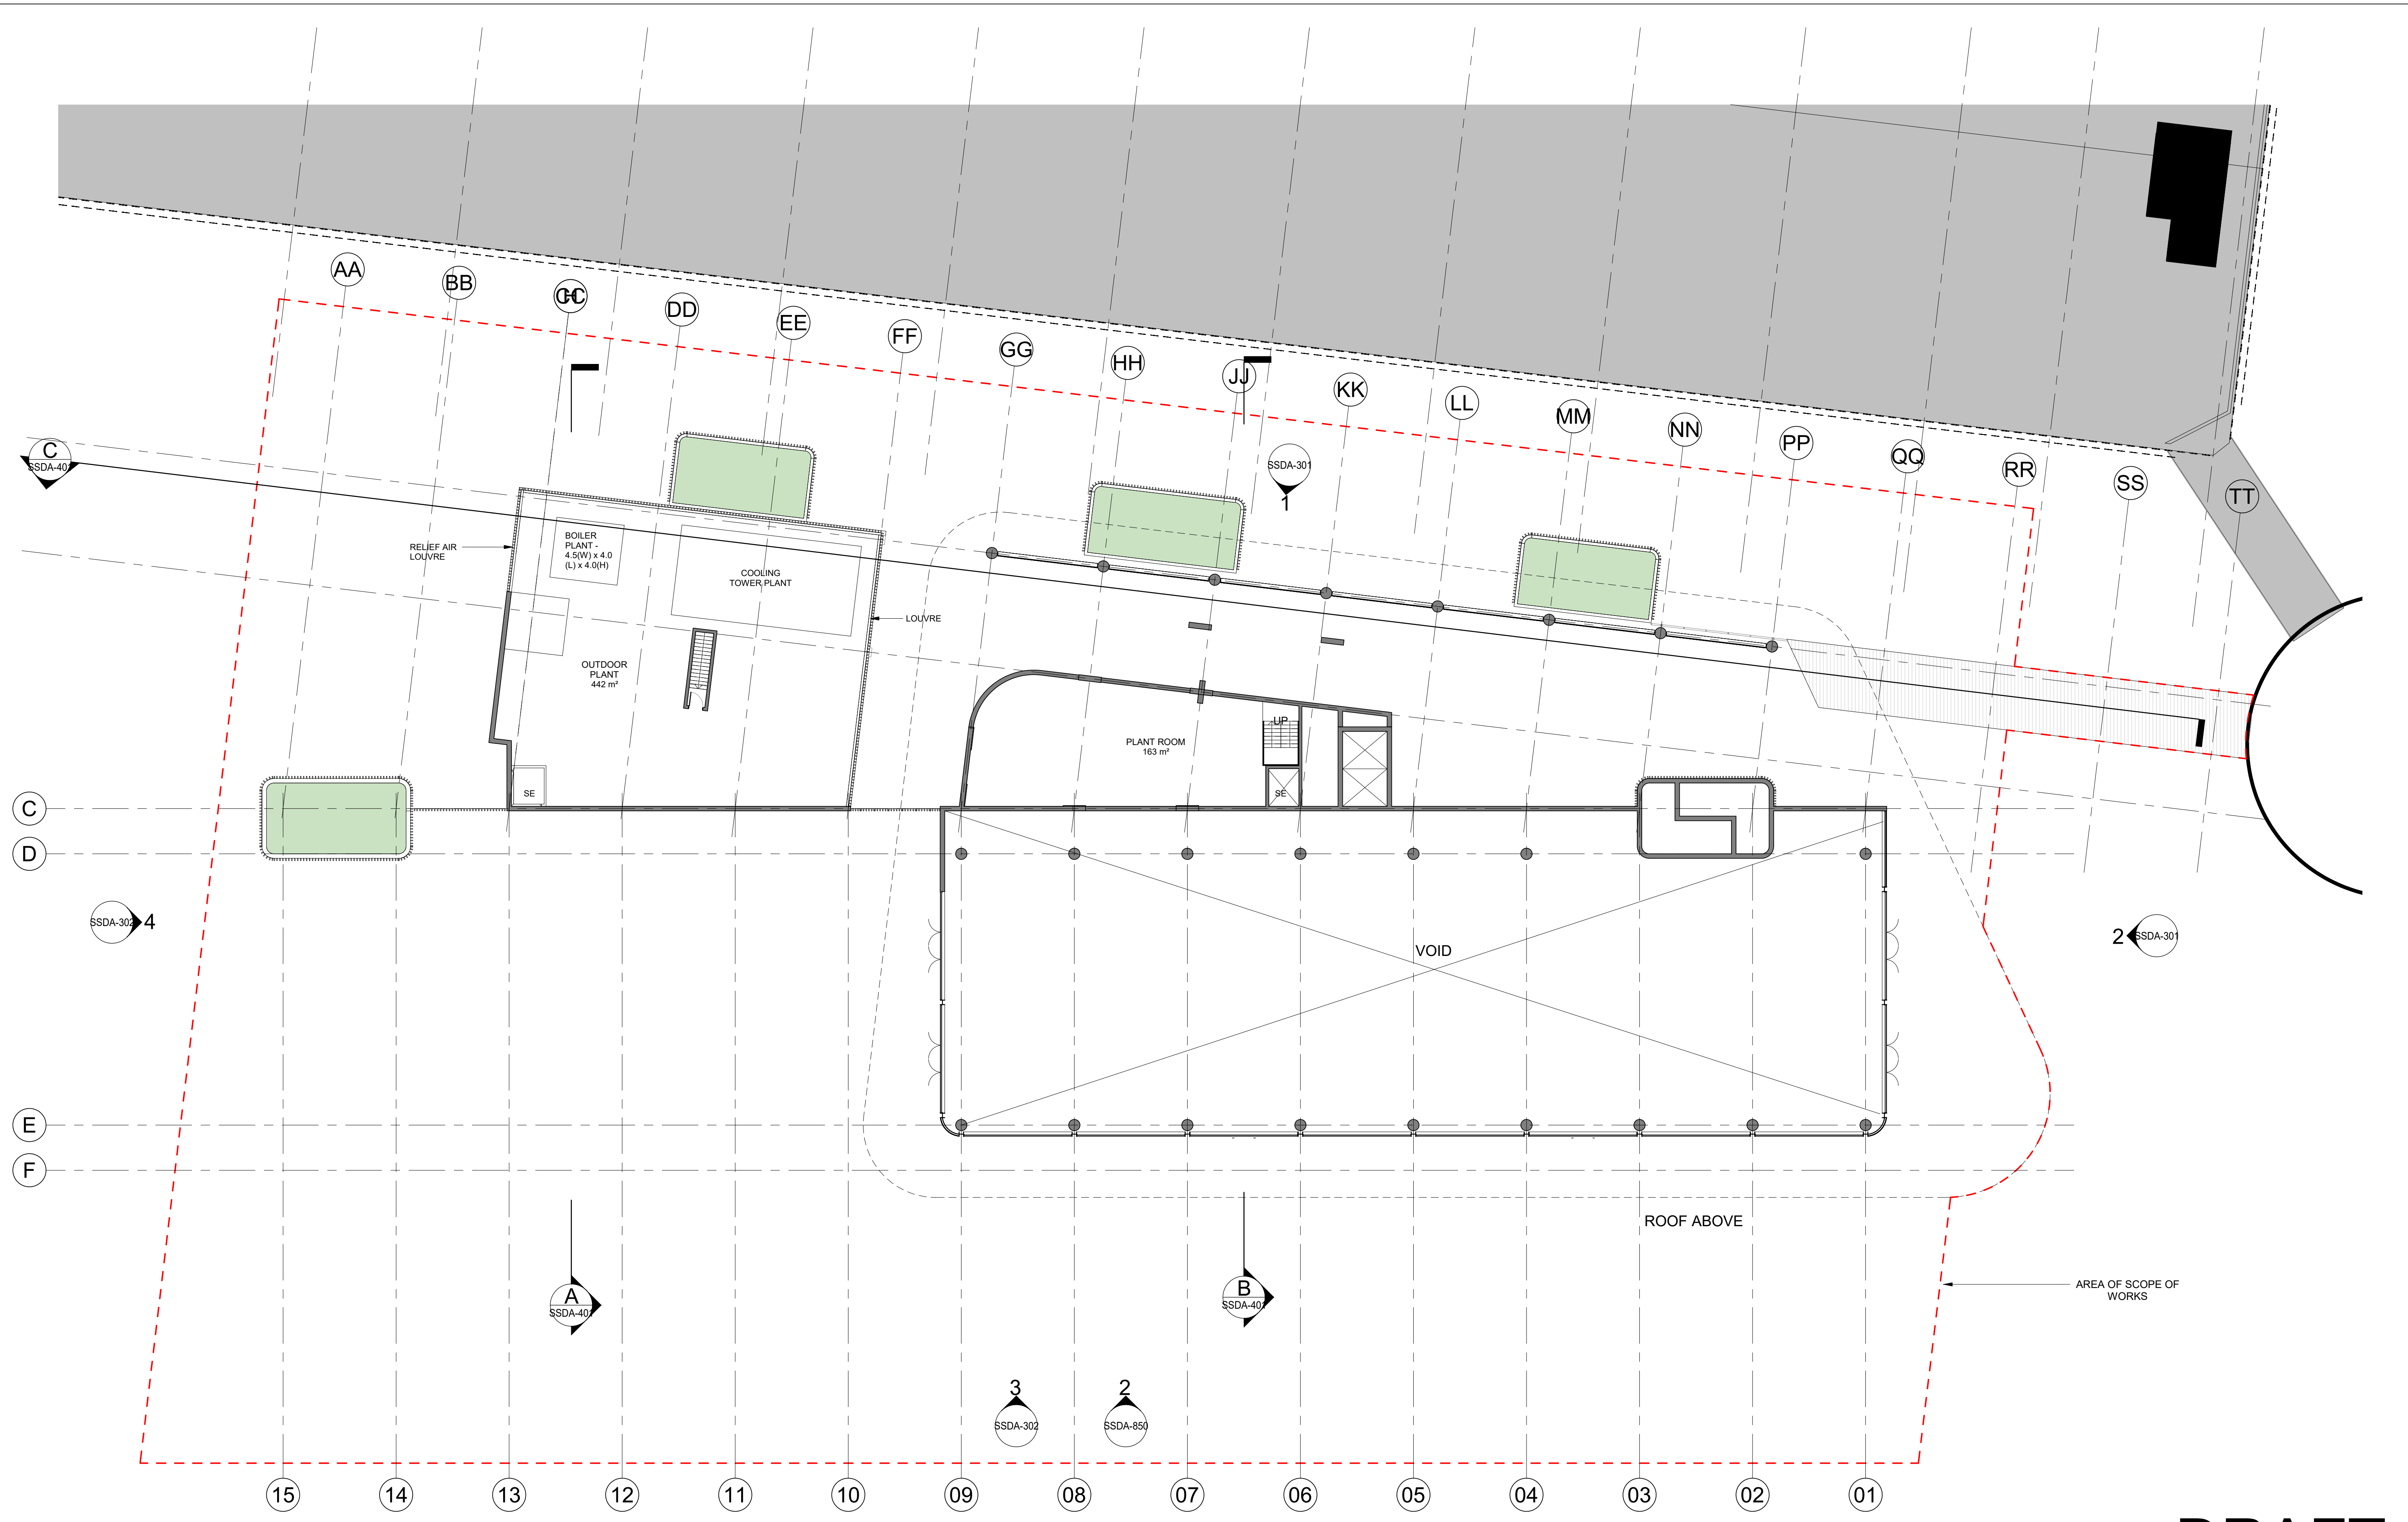 AA
BB
CC
DD
EE
FF
GG
HH
JJ
KK
LL
MM
NN
PP
QQ
RR
SS
TT
C
SSDA-401
SSDA-301
1
RELIEF AIR
LOUVRE
BOILER
PLANT -
4.5(W) x 4.0
(L) x 4.0(H)
COOLING
TOWER PLANT
LOUVRE
OUTDOOR
PLANT
442 m²
SE
PLANT ROOM
163 m²
UP
SE
C
D
SSDA-302
4
VOID
2
SSDA-301
E
F
ROOF ABOVE
A
SSDA-401
B
SSDA-401
AREA OF SCOPE OF
WORKS
3
SSDA-302
2
SSDA-850
15
14
13
12
11
10
09
08
07
06
05
04
03
02
01